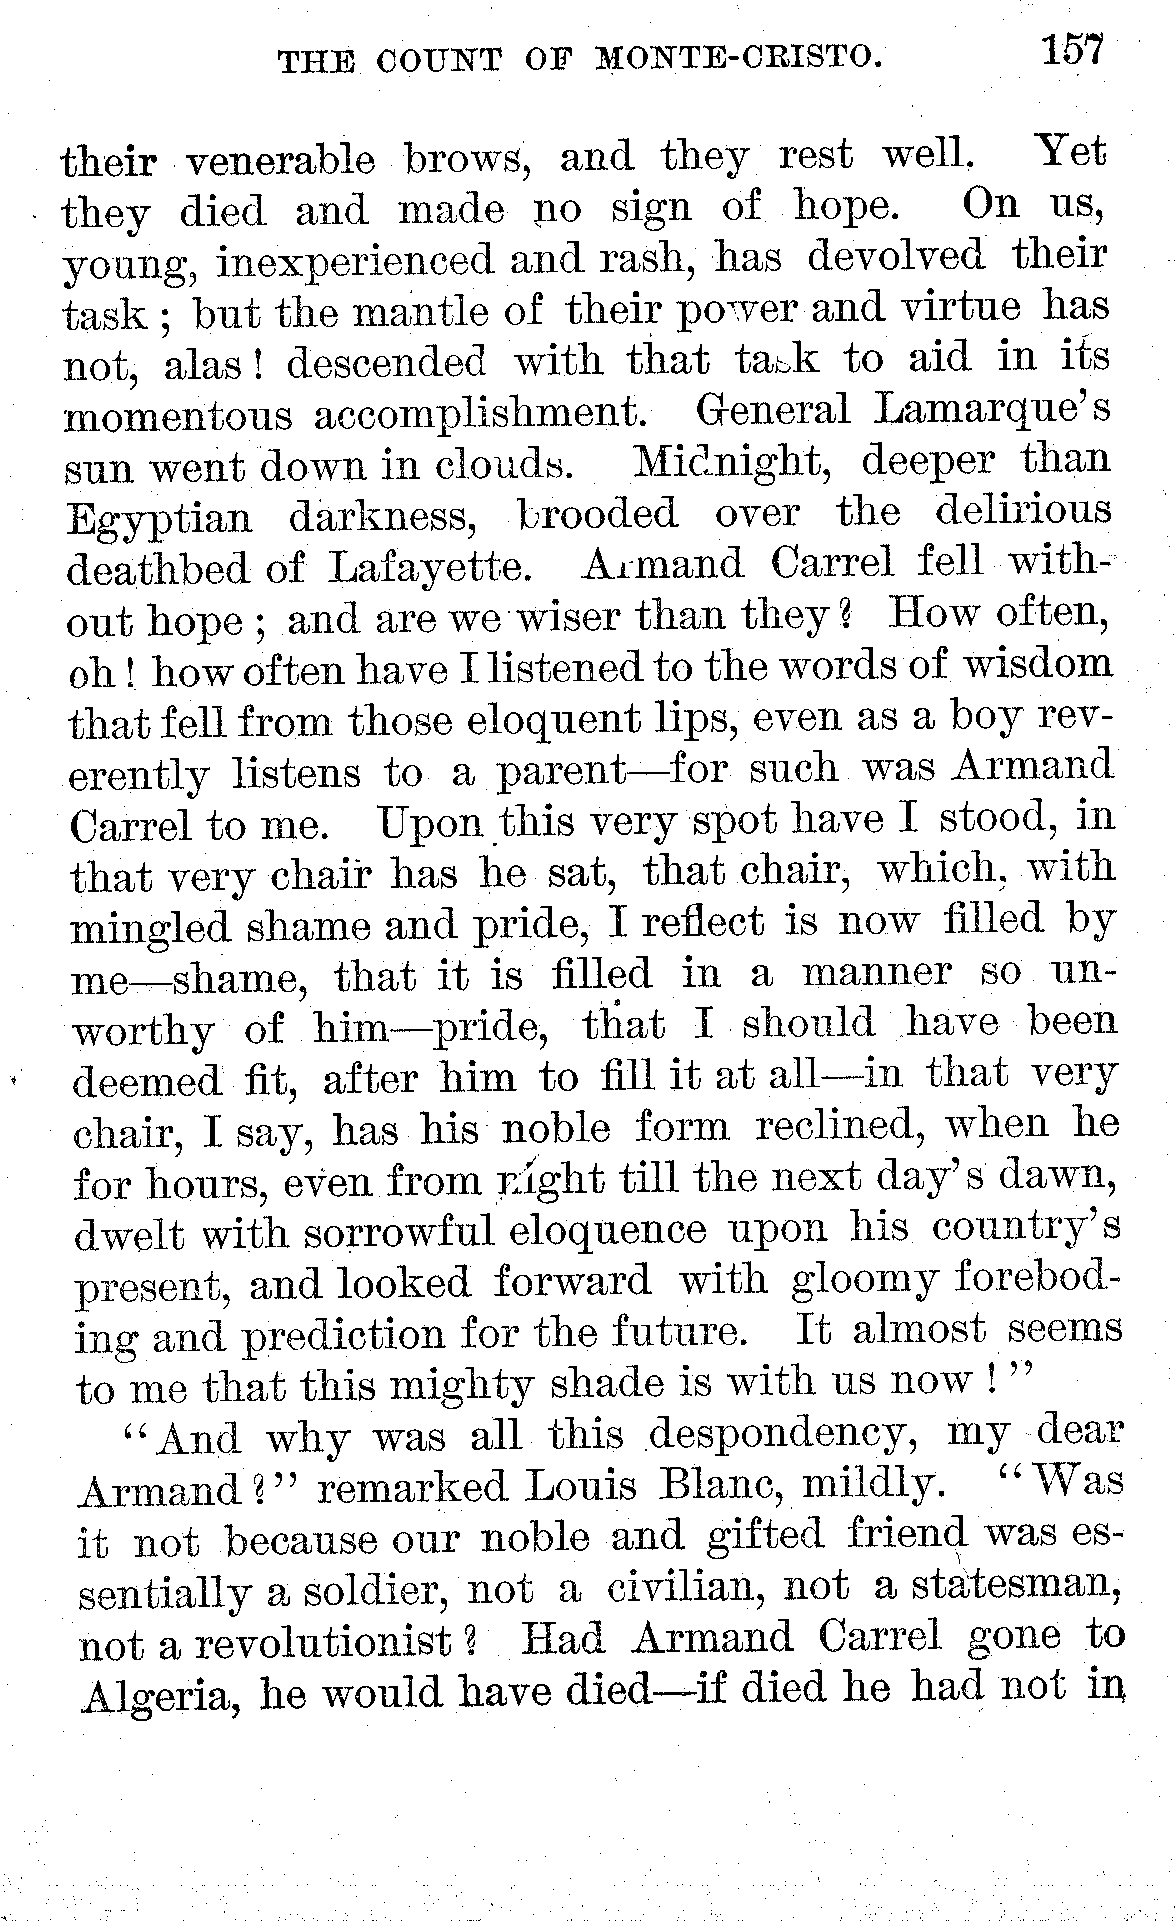 THE COUNT OF MONTE-CRISTO. 157
their venerable brows, and they rest well. Yet
they died and made no sign of hope. On us,
young, inexperienced and rash, has devolved their
task ; but the mantle of their power and virtue has
not, alas ! descended with that task to aid in its
momentous accomplishment. General Lamarque's
sun went down in clouds. Midnight, deeper than
Egyptian darkness, brooded over the delirious
deathbed of Lafayette. Armand Carrel fell with-
out hope ; and are we wiser than they ? How often,
oh ! how often have I listened to the words of wisdom
that fell from those eloquent lips, even as a boy rev-
erently listens to a parent—for such was Armand
Carrel to me. Upon this very spot have I stood, in
that very chair has he sat, that chair, which, with
mingled shame and pride, I reflect is now filled by
me—shame, that it is filled in a manner so un-
worthy of him—pride, that I should have been
deemed fit, after him to fill it at all—in that very
chair, I say, has his noble form reclined, when he
for hours, even from night till the next day's dawn,
dwelt with sorrowful eloquence upon his country's
present, and looked forward with gloomy forebod-
ing and prediction for the future. It almost seems
to me that this mighty shade is with us now ! "
"And why was all this despondency, my dear
Armand ?" remarked Louis Blanc, mildly. "Was
it not because our noble and gifted friend was es-
sentially a soldier, not a civilian, not a statesman,
not a revolutionist ? Had Armand Carrel gone to
Algeria, he would have died—if died he had not in